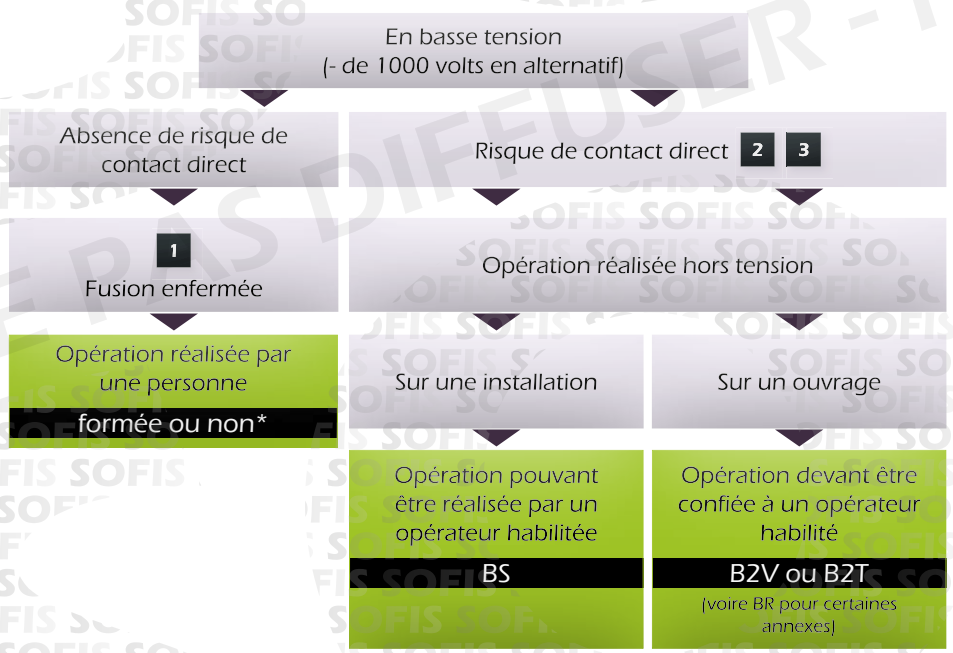 En basse tension
(- de 1000 volts en alternatif)
Absence de risque de
contact direct
Risque de contact direct 2 3
1
Fusion enfermée
Opération réalisée hors tension
Opération réalisée par
une personne
formée ou non*
Sur une installation
Sur un ouvrage
Opération pouvant
être réalisée par un
opérateur habilitée
BS
Opération devant être
confiée à un opérateur
habilité
B2V ou B2T
(voire BR pour certaines
annexes)